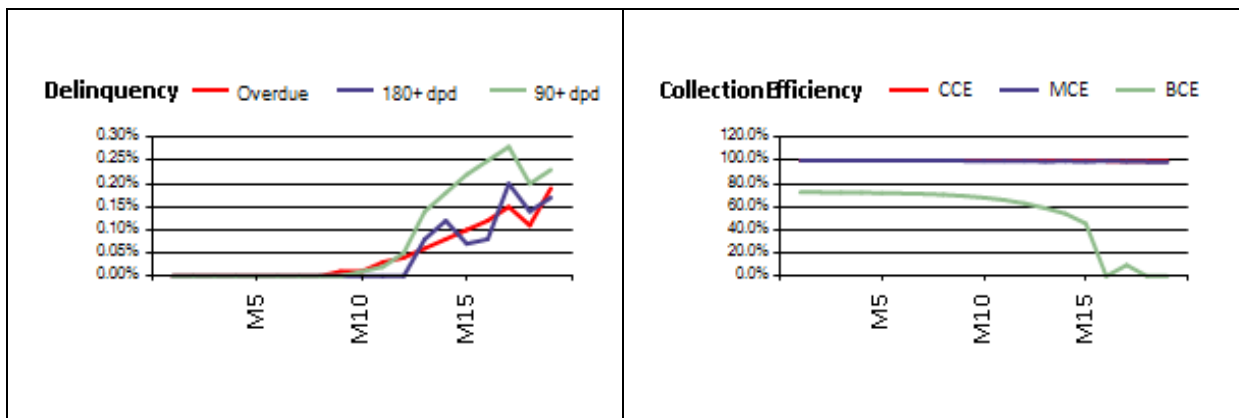 Delinquency Overdue 180+ dpd 90+ dpd
0.30%
0.25%
0.20%
0.15%
0.10%
0.05%
0.00%
M5
M10
M15
Collection Efficiency CCE MCE BCE
120.0%
100.0%
80.0%
60.0%
40.0%
20.0%
0.0%
M5
M10
M15